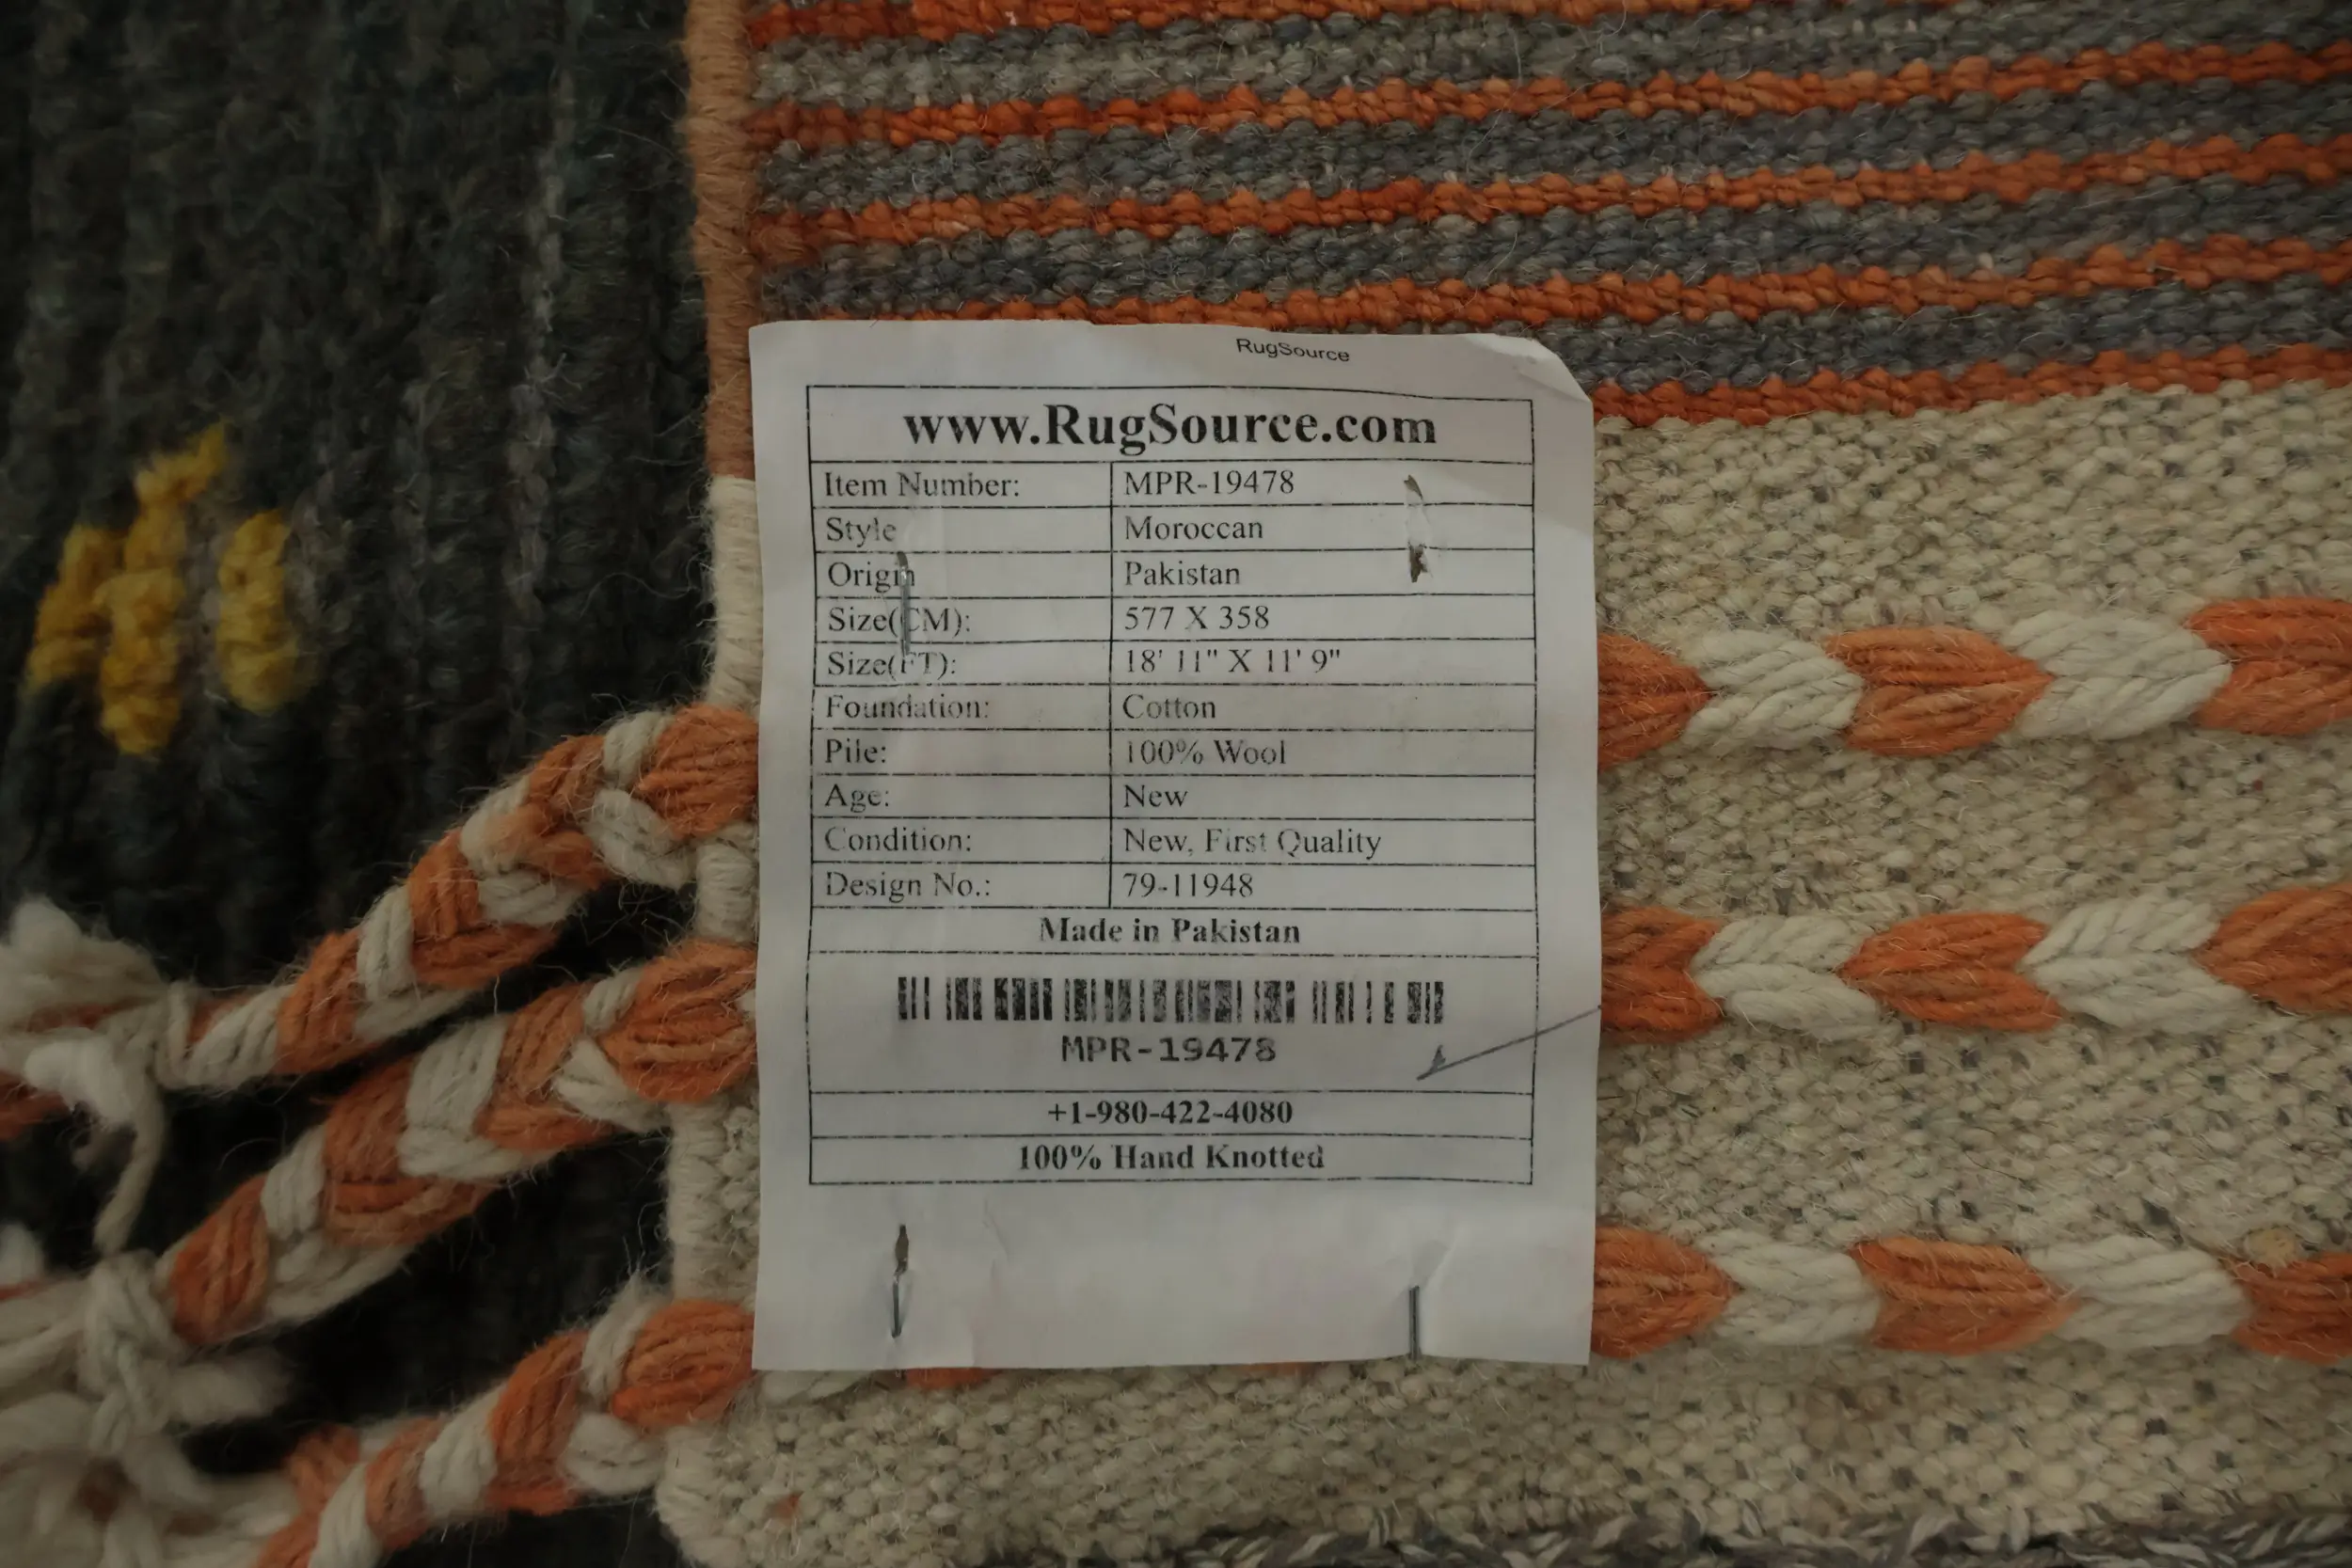 RugSource
www.RugSource.com
Item Number: MPR-19478
Style Moroccan
Origin Pakistan
Size(CM): 577 X 358
Size(FT): 18' 11" X 11' 9"
Foundation: Cotton
Pile: 100% Wool
Age: New
Condition: New, First Quality
Design No.: 79-11948
Made in Pakistan
MPR-19478
+1-980-422-4080
100% Hand Knotted